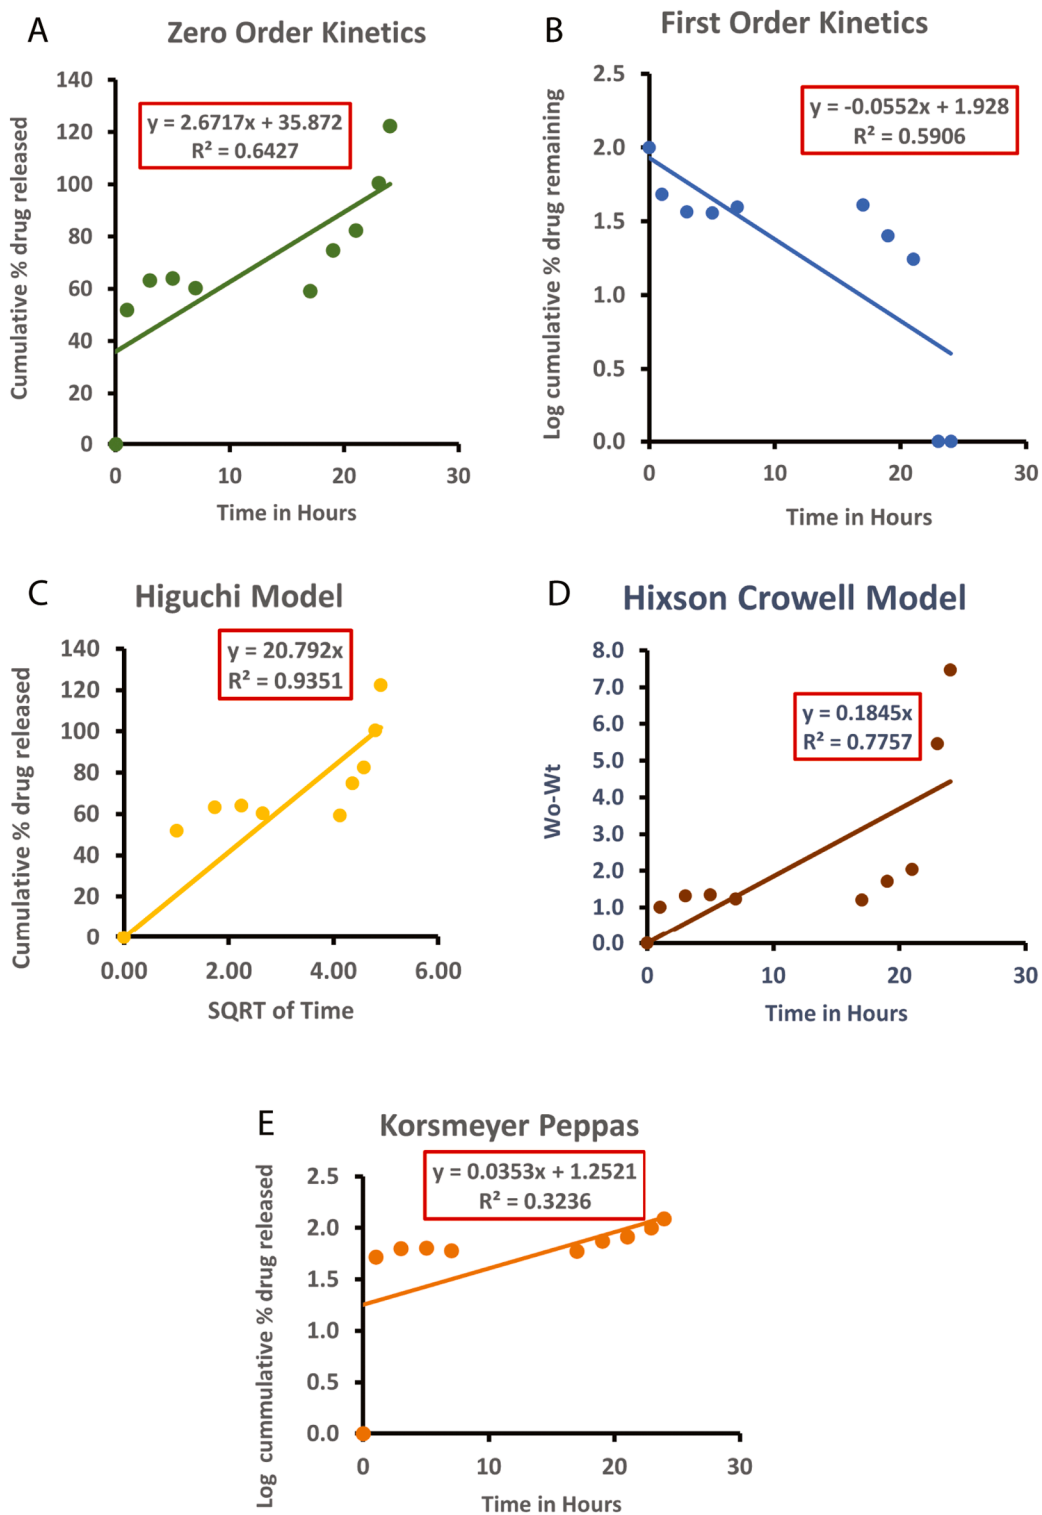 A
Zero Order Kinetics
Cumulative % drug released
140
120
100
80
60
40
20
0
y = 2.6717x + 35.872
R² = 0.6427
0 10 20 30
Time in Hours
B
First Order Kinetics
Log cumulative % drug remaining
2.5
2.0
1.5
1.0
0.5
0.0
y = -0.0552x + 1.928
R² = 0.5906
0 10 20 30
Time in Hours
C
Higuchi Model
Cumulative % drug released
140
120
100
80
60
40
20
0
y = 20.792x
R² = 0.9351
0.00 2.00 4.00 6.00
SQRT of Time
D
Hixson Crowell Model
Wo-Wt
8.0
7.0
6.0
5.0
4.0
3.0
2.0
1.0
0.0
y = 0.1845x
R² = 0.7757
0 10 20 30
Time in Hours
E
Korsmeyer Peppas
Log cummulative % drug released
2.5
2.0
1.5
1.0
0.5
0.0
y = 0.0353x + 1.2521
R² = 0.3236
0 10 20 30
Time in Hours